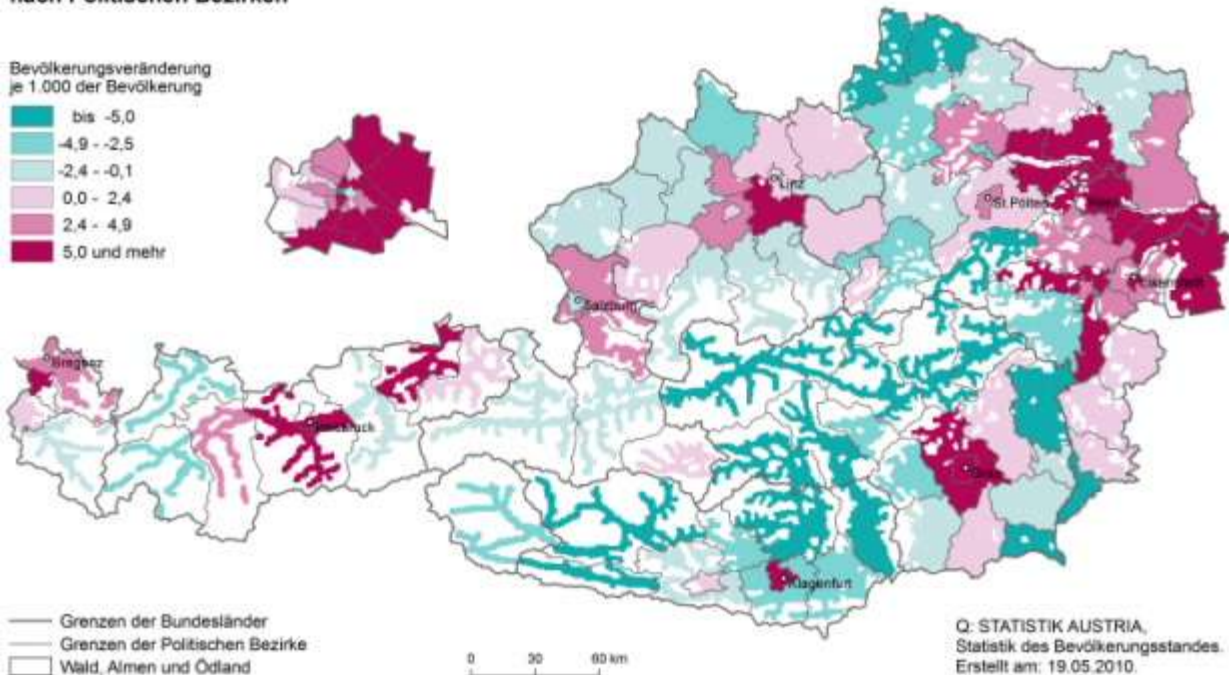 nach Politischen Bezirken
Bevölkerungsveränderung
je 1.000 der Bevölkerung
bis -5,0
-4,9 - -2,5
-2,4 - -0,1
0,0 - 2,4
2,4 - 4,9
5,0 und mehr
Linz
St.Pölten
Eisenstadt
Salzburg
Bregenz
Innsbruck
Graz
Klagenfurt
Grenzen der Bundesländer
Grenzen der Politischen Bezirke
Wald, Almen und Ödland
0 30 60 km
Q: STATISTIK AUSTRIA,
Statistik des Bevölkerungsstandes.
Erstellt am: 19.05.2010.